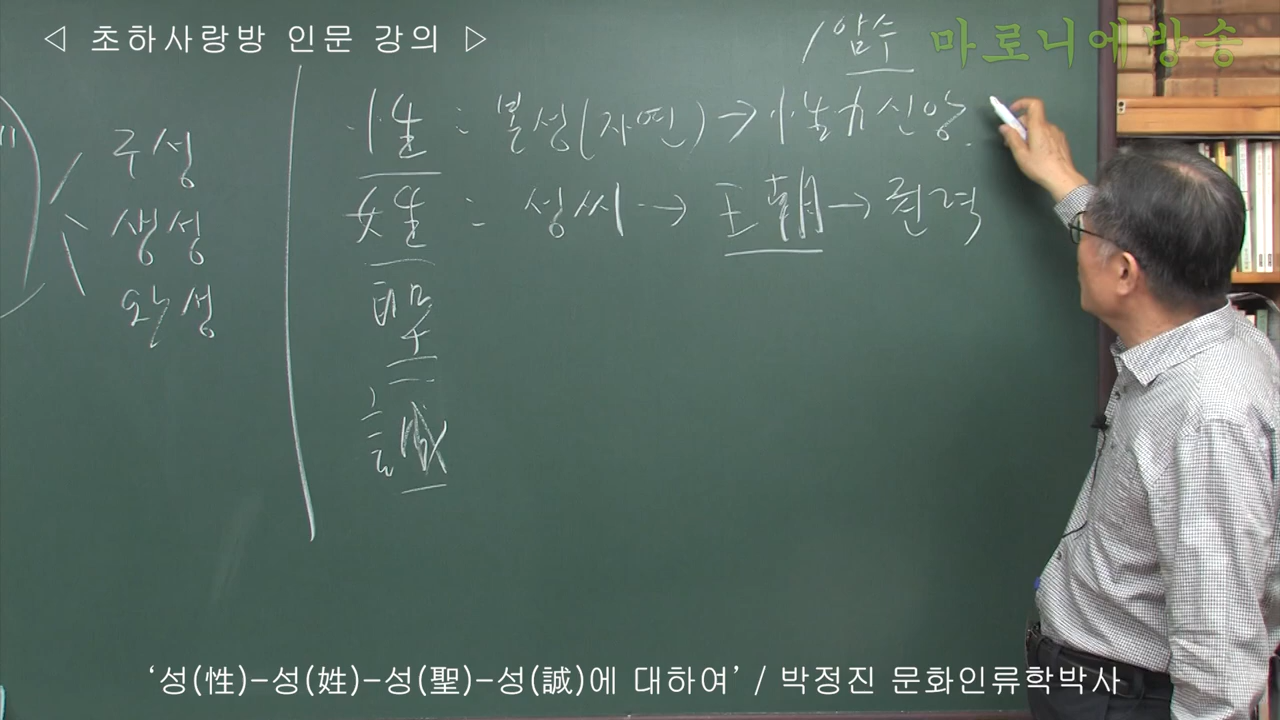 ◁ 초하사랑방 인문 강의 ▷
마로니에방송
구성
생성
완성
암수
性 : 본성(자연) → 性力신앙.
姓 : 성씨 → 王朝 → 권력
聖
誠
‘성(性)-성(姓)-성(聖)-성(誠)에 대하여’ / 박정진 문화인류학박사